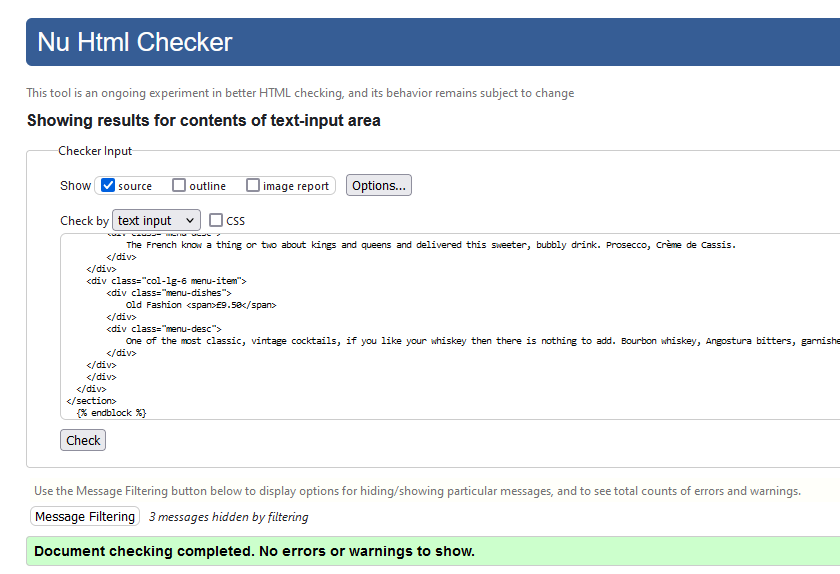 Nu Html Checker
This tool is an ongoing experiment in better HTML checking, and its behavior remains subject to change
Showing results for contents of text-input area
Checker Input
Show source outline image report Options...
Check by text input CSS
<div class="menu-desc">
The French know a thing or two about kings and queens and delivered this sweeter, bubbly drink. Prosecco, Crème de Cassis.
</div>
</div>
<div class="col-lg-6 menu-item">
<div class="menu-dishes">
Old Fashion <span>£9.50</span>
</div>
<div class="menu-desc">
One of the most classic, vintage cocktails, if you like your whiskey then there is nothing to add. Bourbon whiskey, Angostura bitters, garnishe
</div>
</div>
</div>
</div>
</section>
{% endblock %}
Check
Use the Message Filtering button below to display options for hiding/showing particular messages, and to see total counts of errors and warnings.
Message Filtering 3 messages hidden by filtering
Document checking completed. No errors or warnings to show.